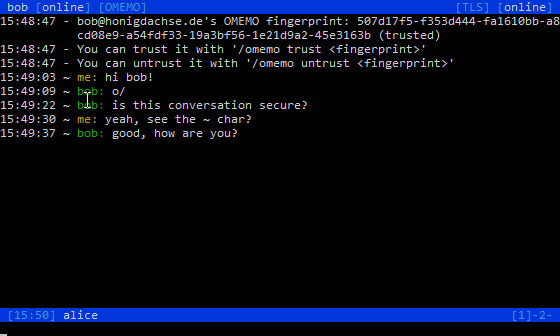 bob [online] [OMEMO] [TLS] [online]
15:48:47 - bob@honigdachse.de's OMEMO fingerprint: 507d17f5-f353d444-fa1610bb-a8
cd08e9-a54fdf33-19a3bf56-1e21d9a2-45e3163b (trusted)
15:48:47 - You can trust it with '/omemo trust <fingerprint>'
15:48:47 - You can untrust it with '/omemo untrust <fingerprint>'
15:49:03 ~ me: hi bob!
15:49:09 ~ bob: o/
15:49:22 ~ bob: is this conversation secure?
15:49:30 ~ me: yeah, see the ~ char?
15:49:37 ~ bob: good, how are you?
[15:50] alice [1]-2-